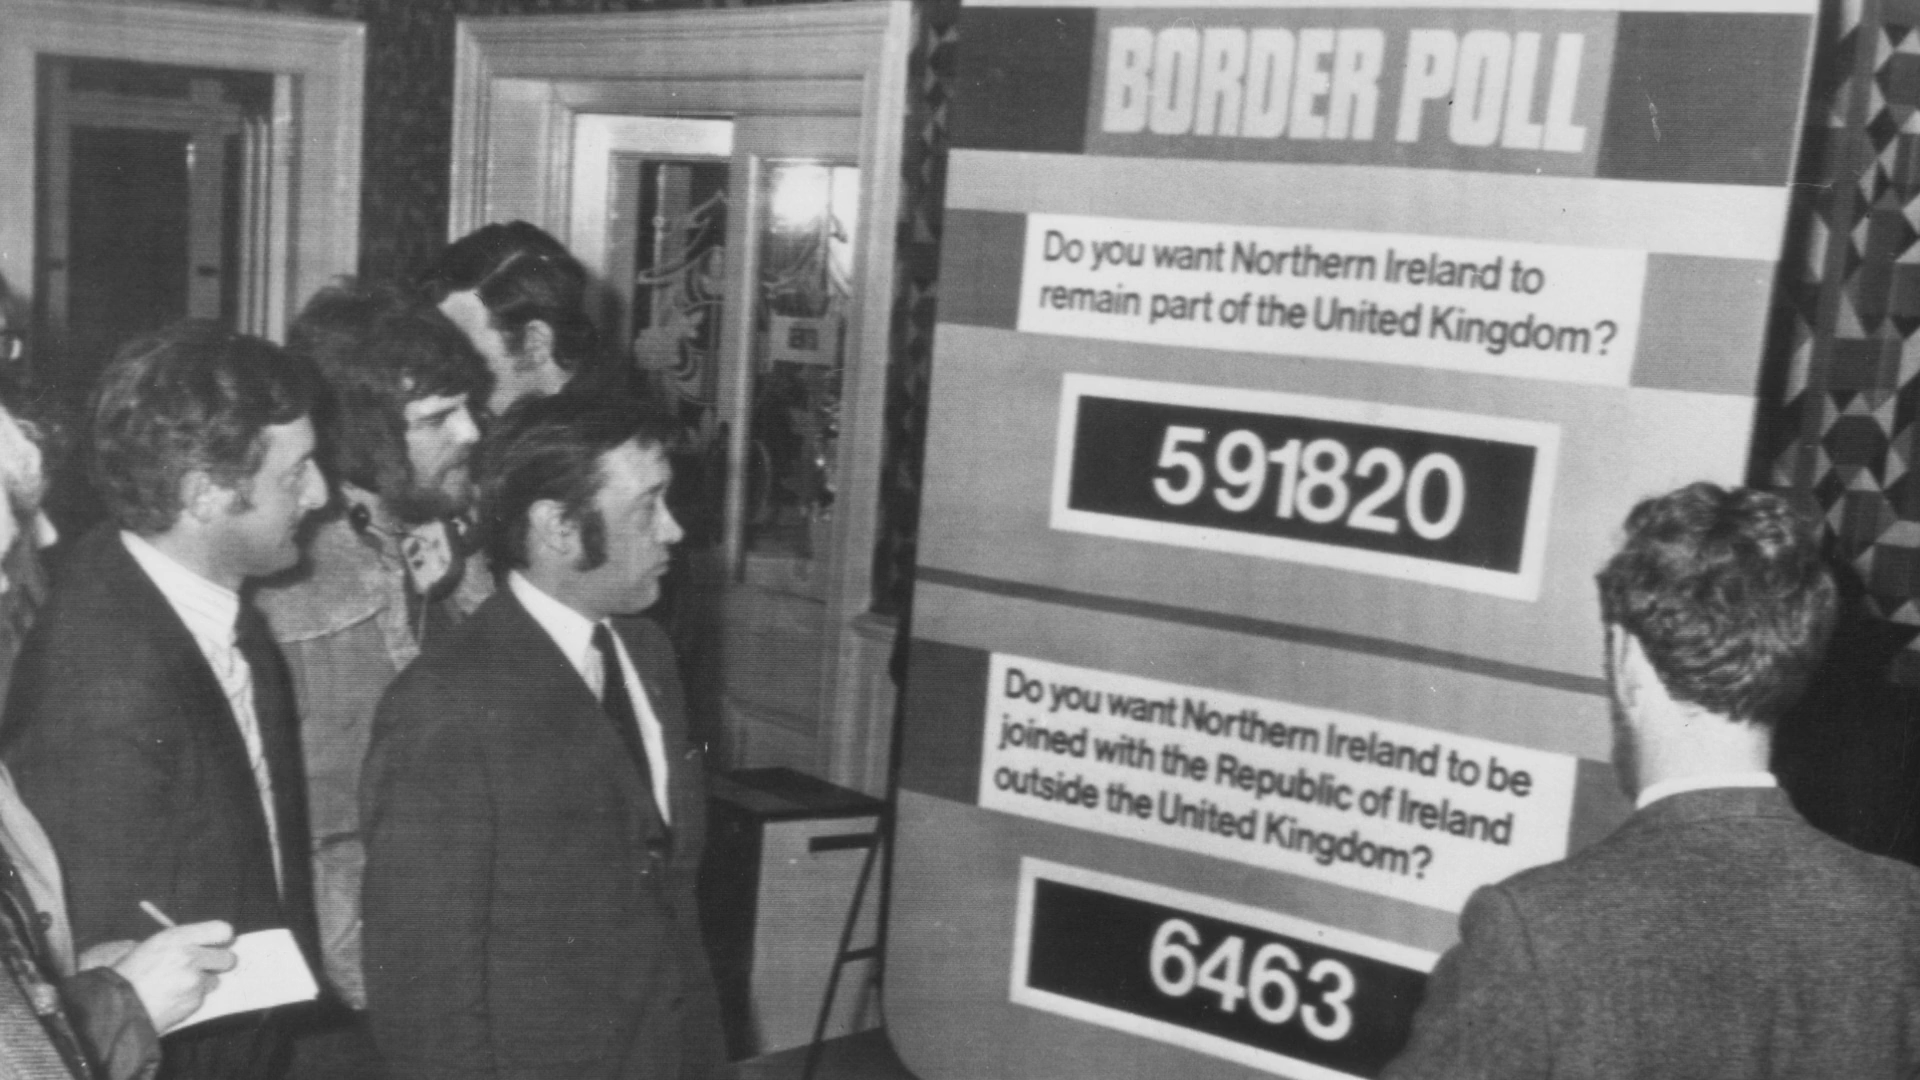 BORDER POLL
Do you want Northern Ireland to
remain part of the United Kingdom?
591820
Do you want Northern Ireland to be
joined with the Republic of Ireland
outside the United Kingdom?
6463